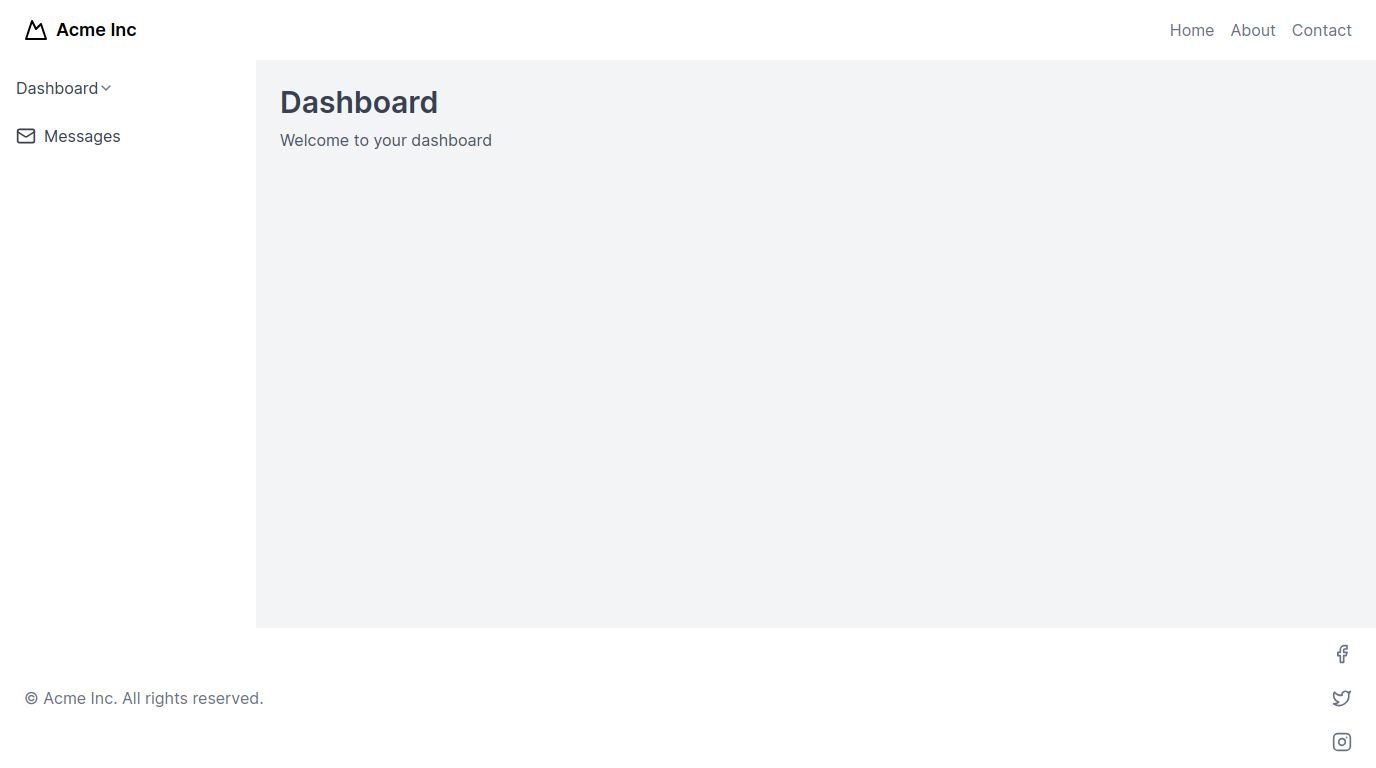 Acme Inc
Home About Contact
Dashboard
Messages
Dashboard
Welcome to your dashboard
© Acme Inc. All rights reserved.